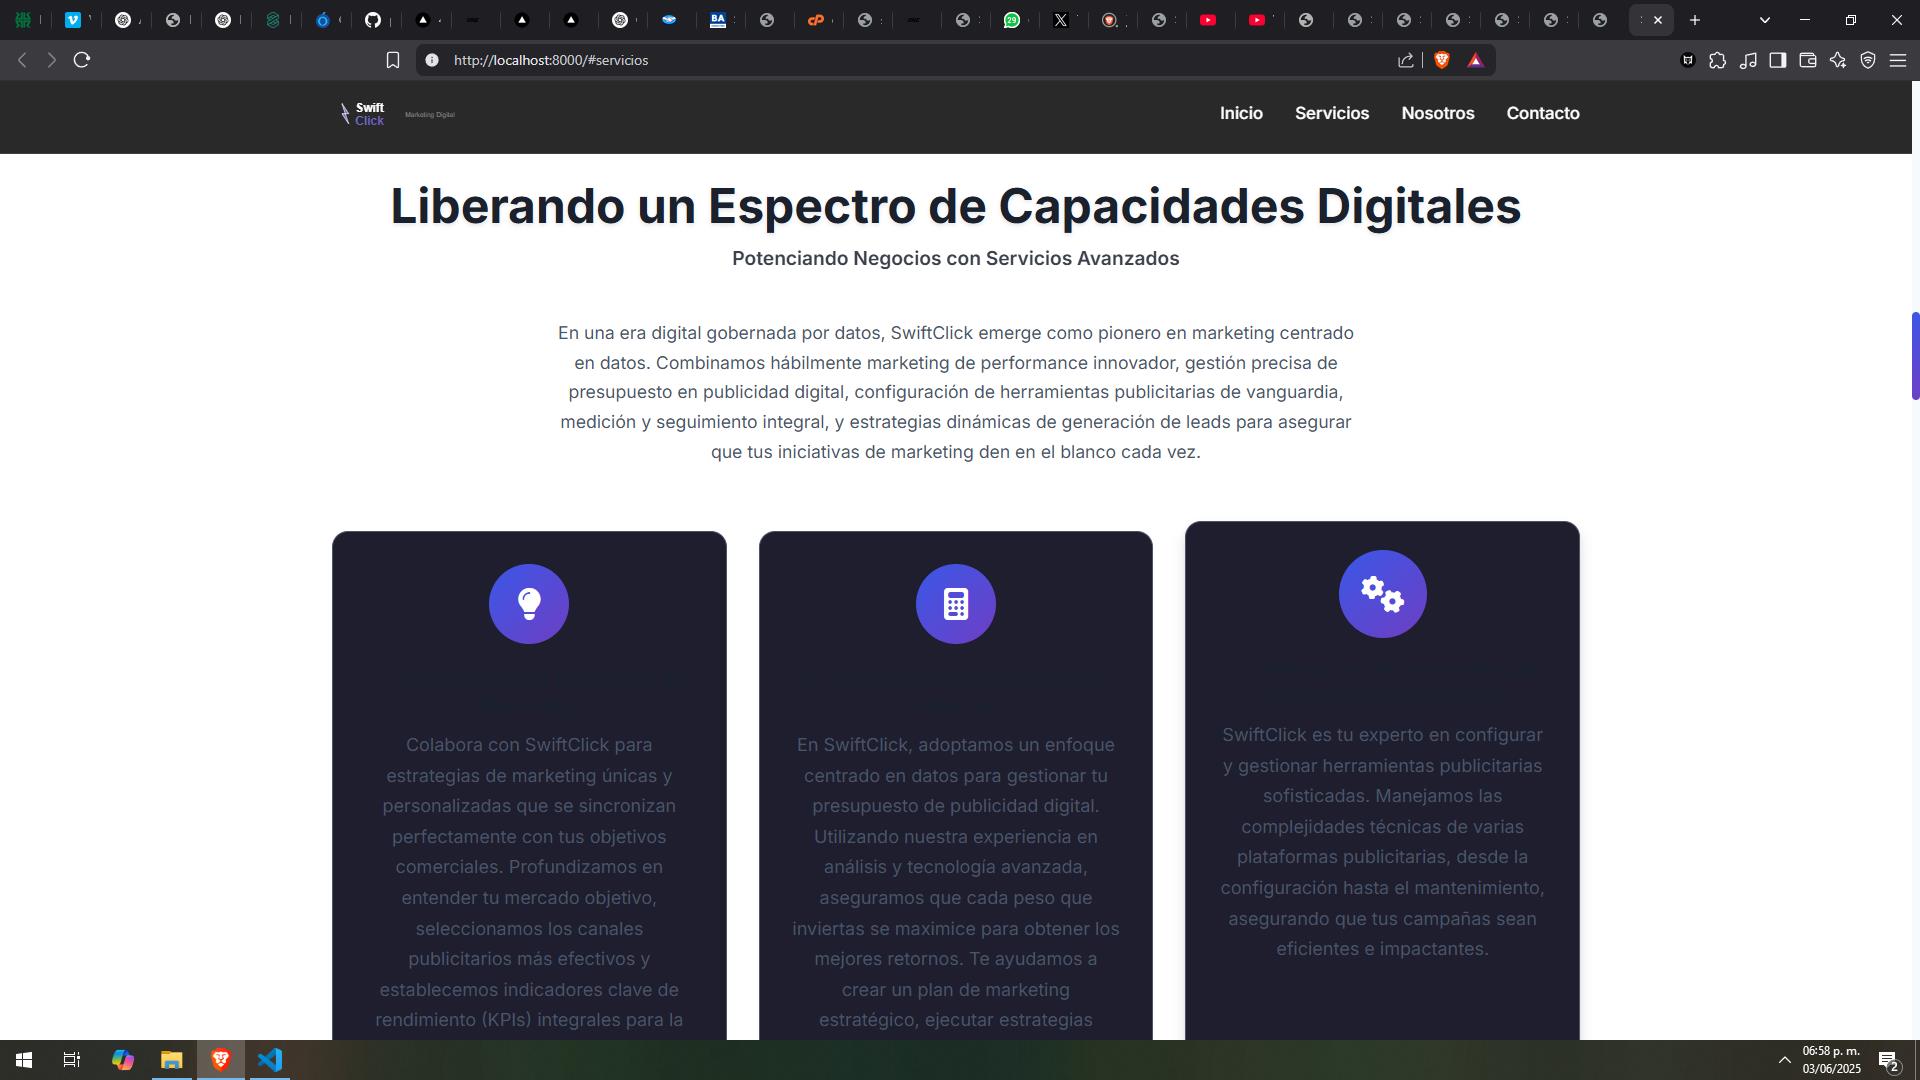 http://localhost:8000/#servicios
Swift
Click
Marketing Digital
Inicio
Servicios
Nosotros
Contacto
Liberando un Espectro de Capacidades Digitales
Potenciando Negocios con Servicios Avanzados
En una era digital gobernada por datos, SwiftClick emerge como pionero en marketing centrado
en datos. Combinamos hábilmente marketing de performance innovador, gestión precisa de
presupuesto en publicidad digital, configuración de herramientas publicitarias de vanguardia,
medición y seguimiento integral, y estrategias dinámicas de generación de leads para asegurar
que tus iniciativas de marketing den en el blanco cada vez.
Colabora con SwiftClick para
estrategias de marketing únicas y
personalizadas que se sincronizan
perfectamente con tus objetivos
comerciales. Profundizamos en
entender tu mercado objetivo,
seleccionamos los canales
publicitarios más efectivos y
establecemos indicadores clave de
rendimiento (KPIs) integrales para la
En SwiftClick, adoptamos un enfoque
centrado en datos para gestionar tu
presupuesto de publicidad digital.
Utilizando nuestra experiencia en
análisis y tecnología avanzada,
aseguramos que cada peso que
inviertas se maximice para obtener los
mejores retornos. Te ayudamos a
crear un plan de marketing
estratégico, ejecutar estrategias
SwiftClick es tu experto en configurar
y gestionar herramientas publicitarias
sofisticadas. Manejamos las
complejidades técnicas de varias
plataformas publicitarias, desde la
configuración hasta el mantenimiento,
asegurando que tus campañas sean
eficientes e impactantes.
06:58 p. m.
03/06/2025
2